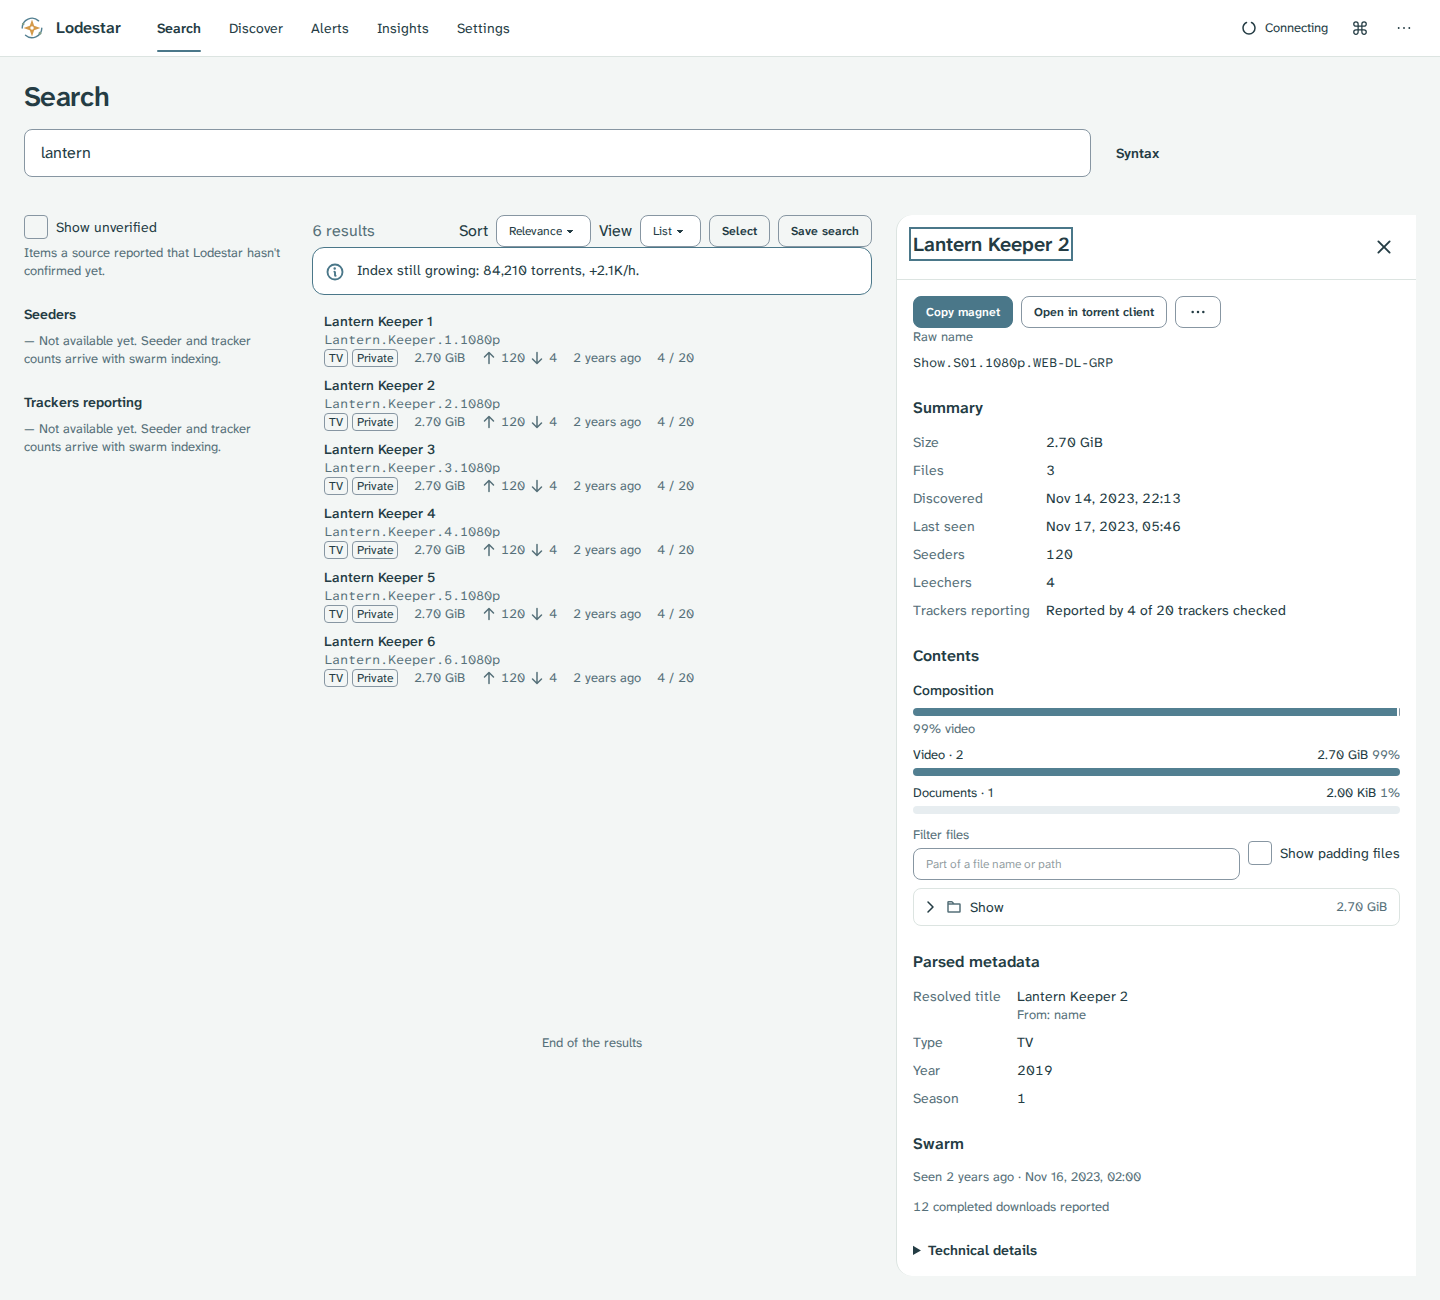 Lodestar
Search
Discover
Alerts
Insights
Settings
Connecting
Search
lantern
Syntax
Show unverified
Items a source reported that Lodestar hasn't
confirmed yet.
Seeders
— Not available yet. Seeder and tracker
counts arrive with swarm indexing.
Trackers reporting
— Not available yet. Seeder and tracker
counts arrive with swarm indexing.
6 results
Sort
Relevance
View
List
Select
Save search
Index still growing: 84,210 torrents, +2.1K/h.
Lantern Keeper 1
Lantern.Keeper.1.1080p
TV Private 2.70 GiB ↑ 120 ↓ 4 2 years ago 4 / 20
Lantern Keeper 2
Lantern.Keeper.2.1080p
TV Private 2.70 GiB ↑ 120 ↓ 4 2 years ago 4 / 20
Lantern Keeper 3
Lantern.Keeper.3.1080p
TV Private 2.70 GiB ↑ 120 ↓ 4 2 years ago 4 / 20
Lantern Keeper 4
Lantern.Keeper.4.1080p
TV Private 2.70 GiB ↑ 120 ↓ 4 2 years ago 4 / 20
Lantern Keeper 5
Lantern.Keeper.5.1080p
TV Private 2.70 GiB ↑ 120 ↓ 4 2 years ago 4 / 20
Lantern Keeper 6
Lantern.Keeper.6.1080p
TV Private 2.70 GiB ↑ 120 ↓ 4 2 years ago 4 / 20
End of the results
Lantern Keeper 2
Copy magnet
Open in torrent client
···
Raw name
Show.S01.1080p.WEB-DL-GRP
Summary
Size 2.70 GiB
Files 3
Discovered Nov 14, 2023, 22:13
Last seen Nov 17, 2023, 05:46
Seeders 120
Leechers 4
Trackers reporting Reported by 4 of 20 trackers checked
Contents
Composition
99% video
Video · 2 2.70 GiB 99%
Documents · 1 2.00 KiB 1%
Filter files
Part of a file name or path
Show padding files
Show 2.70 GiB
Parsed metadata
Resolved title Lantern Keeper 2
From: name
Type TV
Year 2019
Season 1
Swarm
Seen 2 years ago · Nov 16, 2023, 02:00
12 completed downloads reported
Technical details